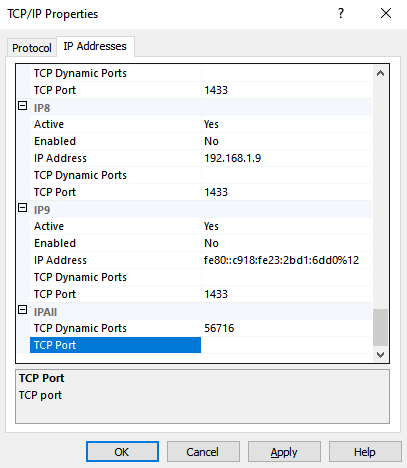 TCP/IP Properties
Protocol IP Addresses
TCP Dynamic Ports
TCP Port 1433
IP8
Active Yes
Enabled No
IP Address 192.168.1.9
TCP Dynamic Ports
TCP Port 1433
IP9
Active Yes
Enabled No
IP Address fe80::c918:fe23:2bd1:6dd0%12
TCP Dynamic Ports
TCP Port 1433
IPAll
TCP Dynamic Ports 56716
TCP Port
TCP Port
TCP port
OK Cancel Apply Help